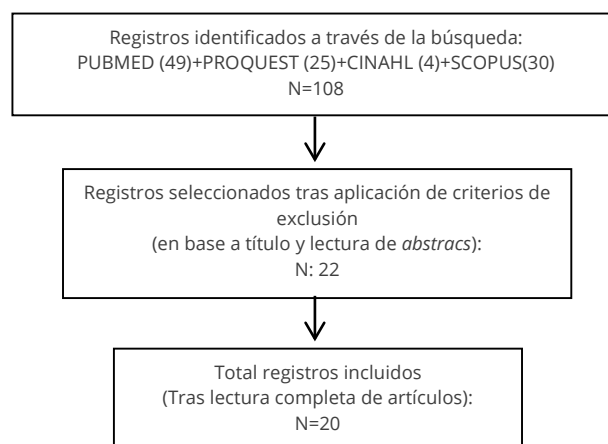 Registros identificados a través de la búsqueda:
PUBMED (49)+PROQUEST (25)+CINAHL (4)+SCOPUS(30)
N=108
Registros seleccionados tras aplicación de criterios de
exclusión
(en base a título y lectura de abstracs):
N: 22
Total registros incluidos
(Tras lectura completa de artículos):
N=20